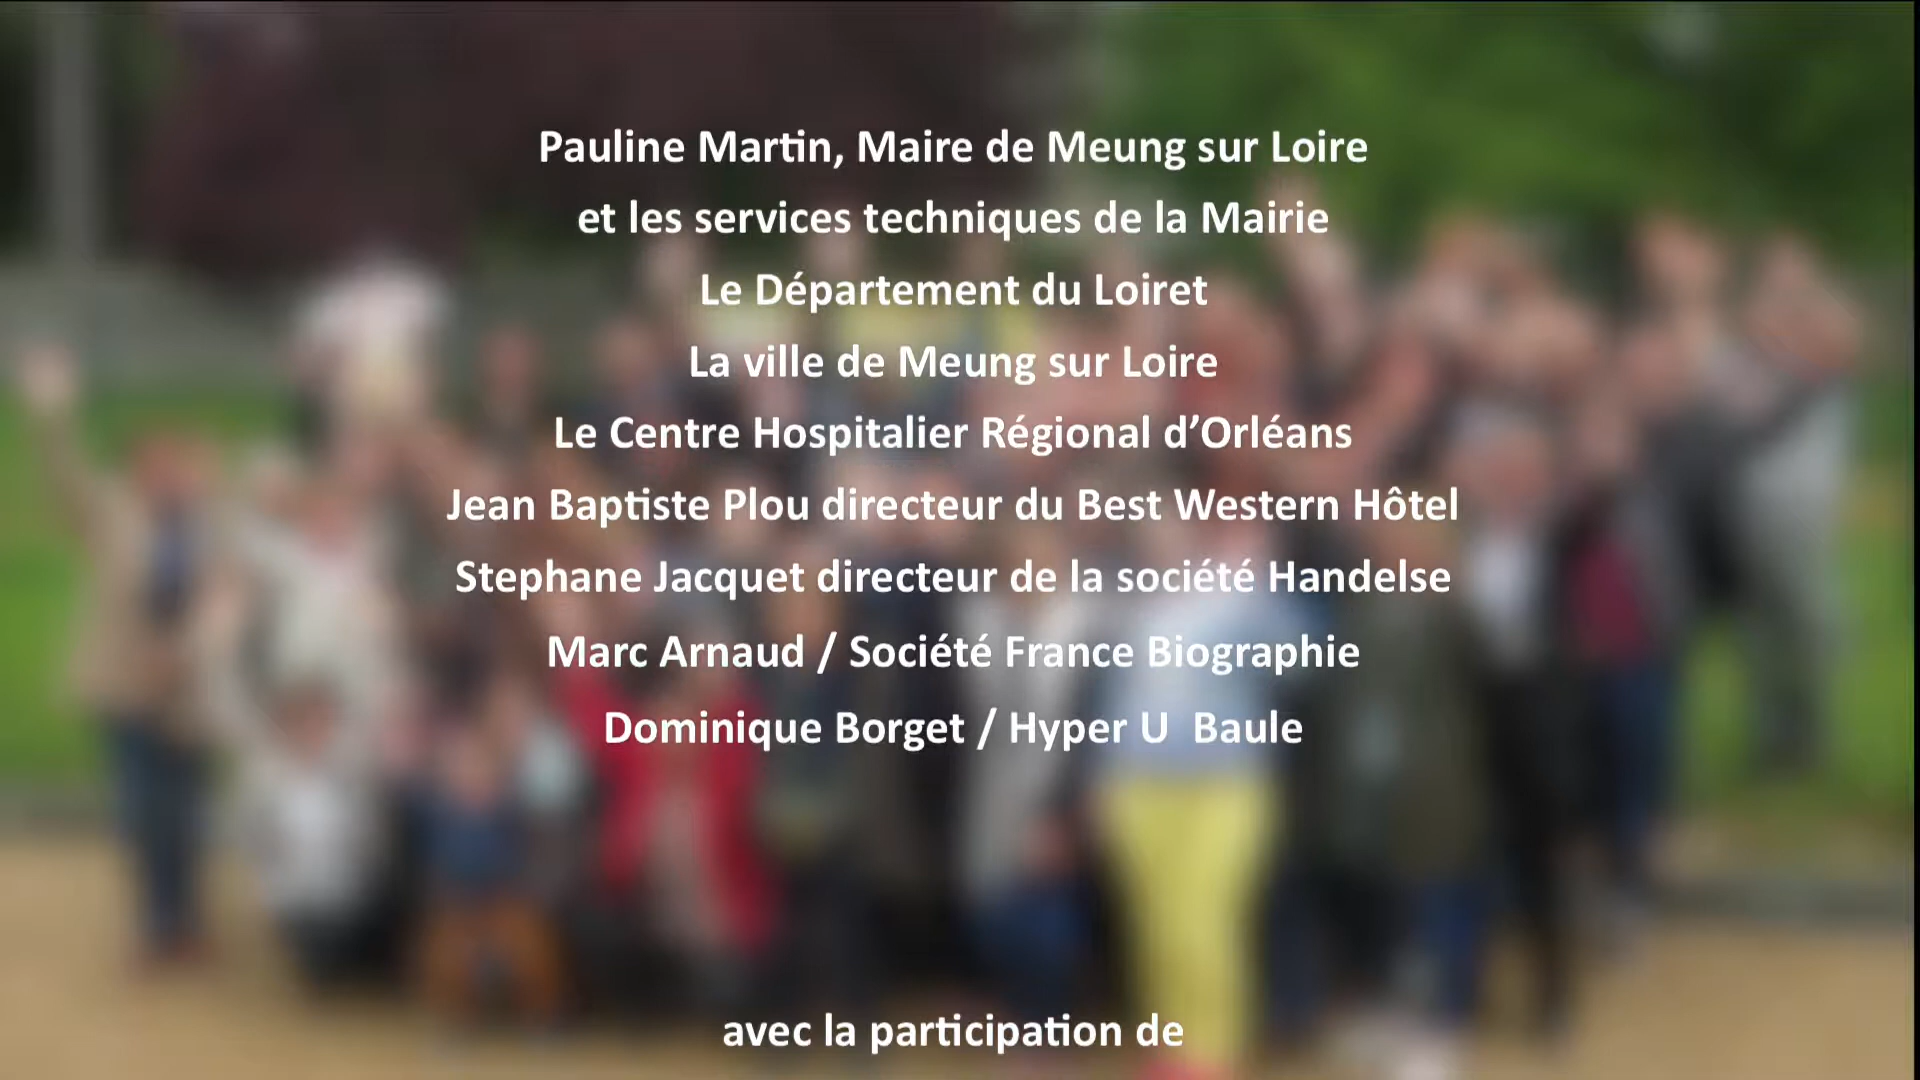 Pauline Martin, Maire de Meung sur Loire
et les services techniques de la Mairie
Le Département du Loiret
La ville de Meung sur Loire
Le Centre Hospitalier Régional d’Orléans
Jean Baptiste Plou directeur du Best Western Hôtel
Stephane Jacquet directeur de la société Handelse
Marc Arnaud / Société France Biographie
Dominique Borget / Hyper U  Baule
avec la participation de